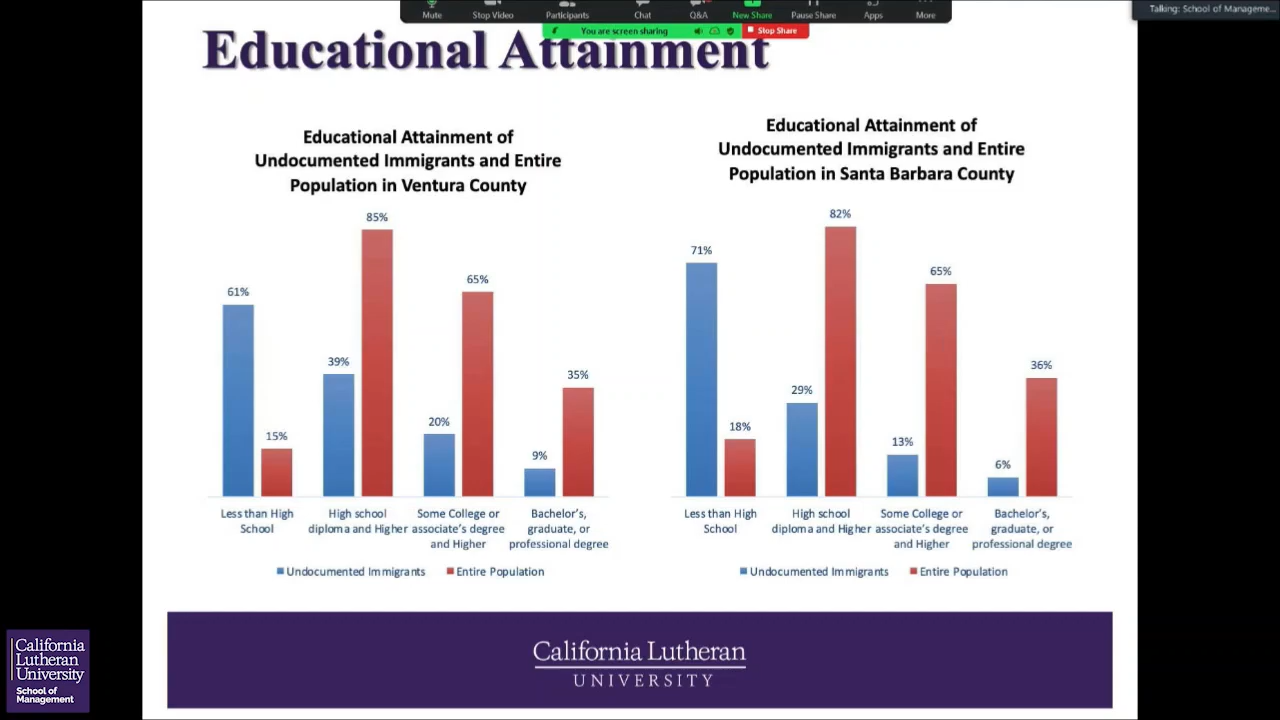 Mute Stop Video Participants Chat Q&A New Share Pause Share Apps More
Talking: School of Manageme...
You are screen sharing Stop Share
Educational Attainment
Educational Attainment of
Undocumented Immigrants and Entire
Population in Ventura County
85%
65%
61%
39%
35%
20%
15%
9%
Less than High
School
High school
diploma and Higher
Some College or
associate's degree
and Higher
Bachelor's,
graduate, or
professional degree
Undocumented Immigrants Entire Population
Educational Attainment of
Undocumented Immigrants and Entire
Population in Santa Barbara County
82%
71%
65%
36%
29%
18%
13%
6%
Less than High
School
High school
diploma and Higher
Some College or
associate's degree
and Higher
Bachelor's,
graduate, or
professional degree
Undocumented Immigrants Entire Population
California Lutheran
UNIVERSITY
California
Lutheran
University
School of
Management